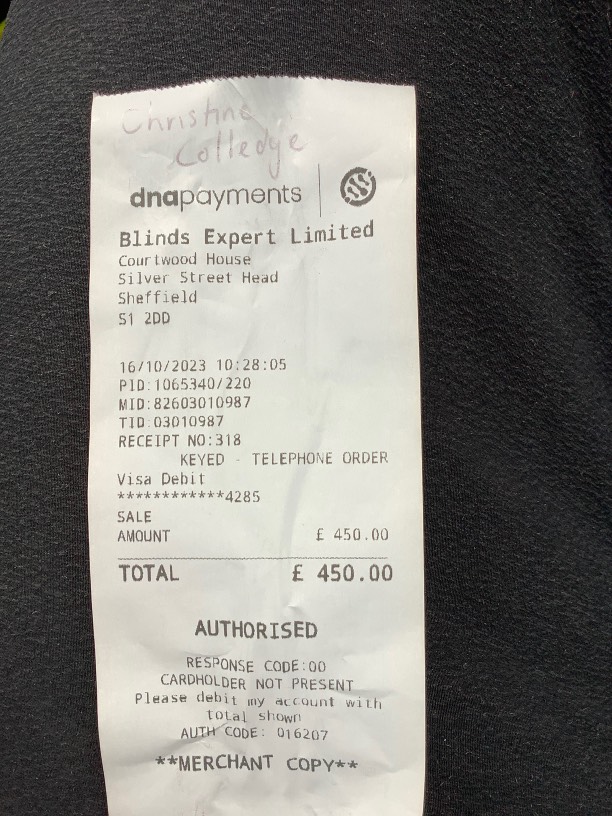 Christine
Colledge
dnapayments
Blinds Expert Limited
Courtwood House
Silver Street Head
Sheffield
S1 2DD
16/10/2023 10:28:05
PID:1065340/220
MID:82603010987
TID:03010987
RECEIPT NO:318
KEYED - TELEPHONE ORDER
Visa Debit
************4285
SALE
AMOUNT £ 450.00
TOTAL £ 450.00
AUTHORISED
RESPONSE CODE:00
CARDHOLDER NOT PRESENT
Please debit my account with
total shown
AUTH CODE: 016207
**MERCHANT COPY**